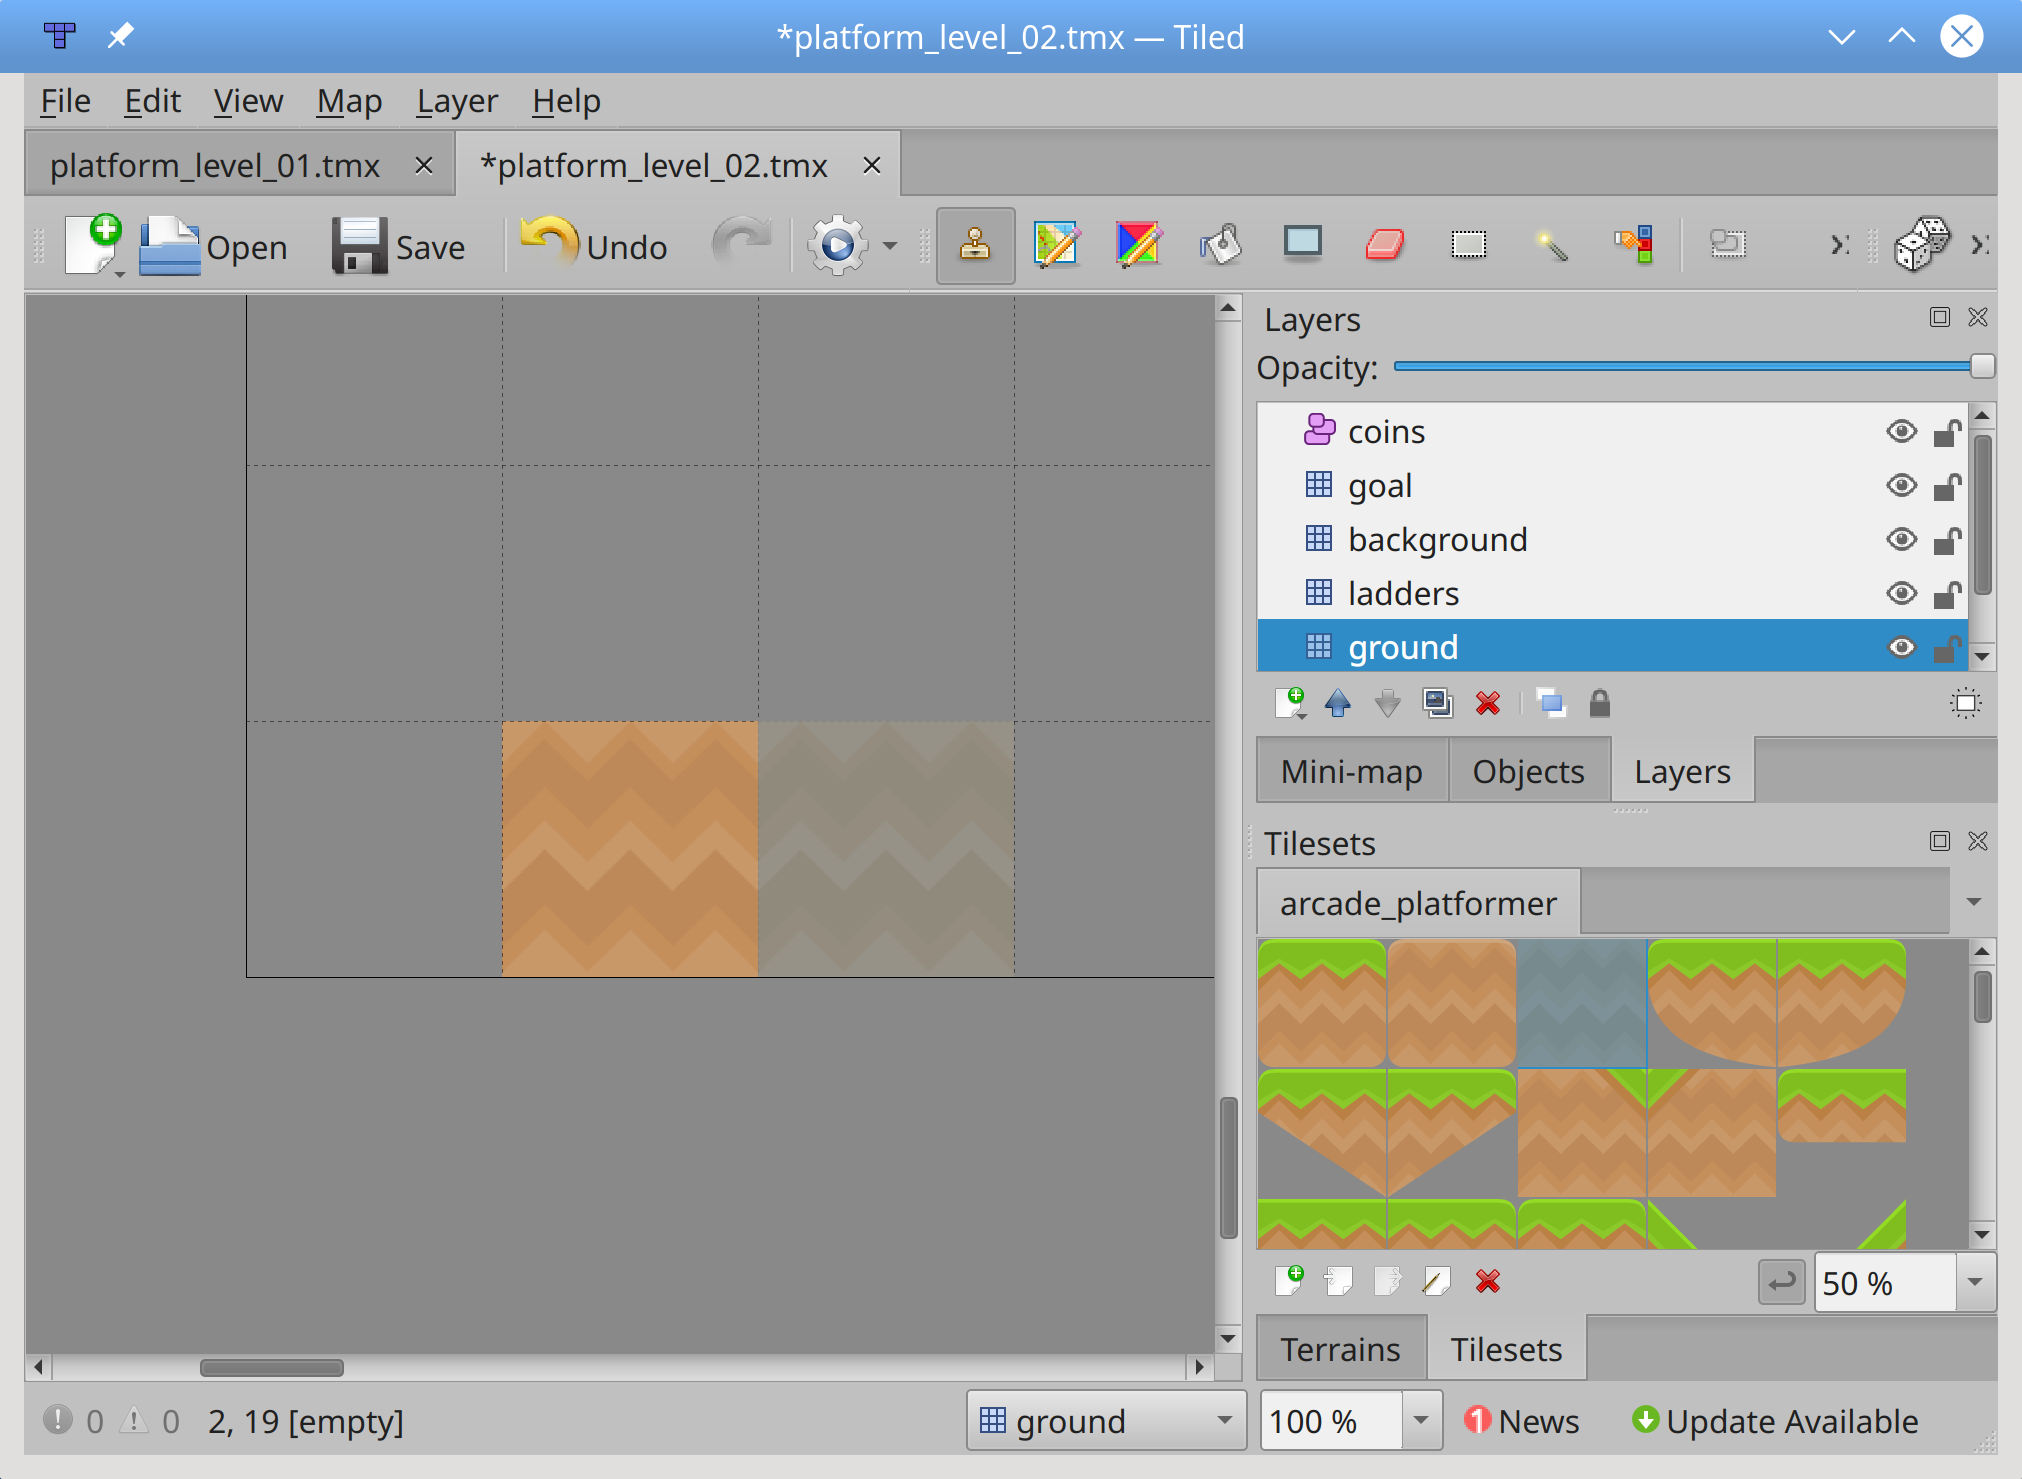 *platform_level_02.tmx — Tiled
File Edit View Map Layer Help
platform_level_01.tmx *platform_level_02.tmx
Open Save Undo
Layers
Opacity:
coins
goal
background
ladders
ground
Mini-map Objects Layers
Tilesets
arcade_platformer
50 %
Terrains Tilesets
0 0 2, 19 [empty] ground 100 % 1 News Update Available